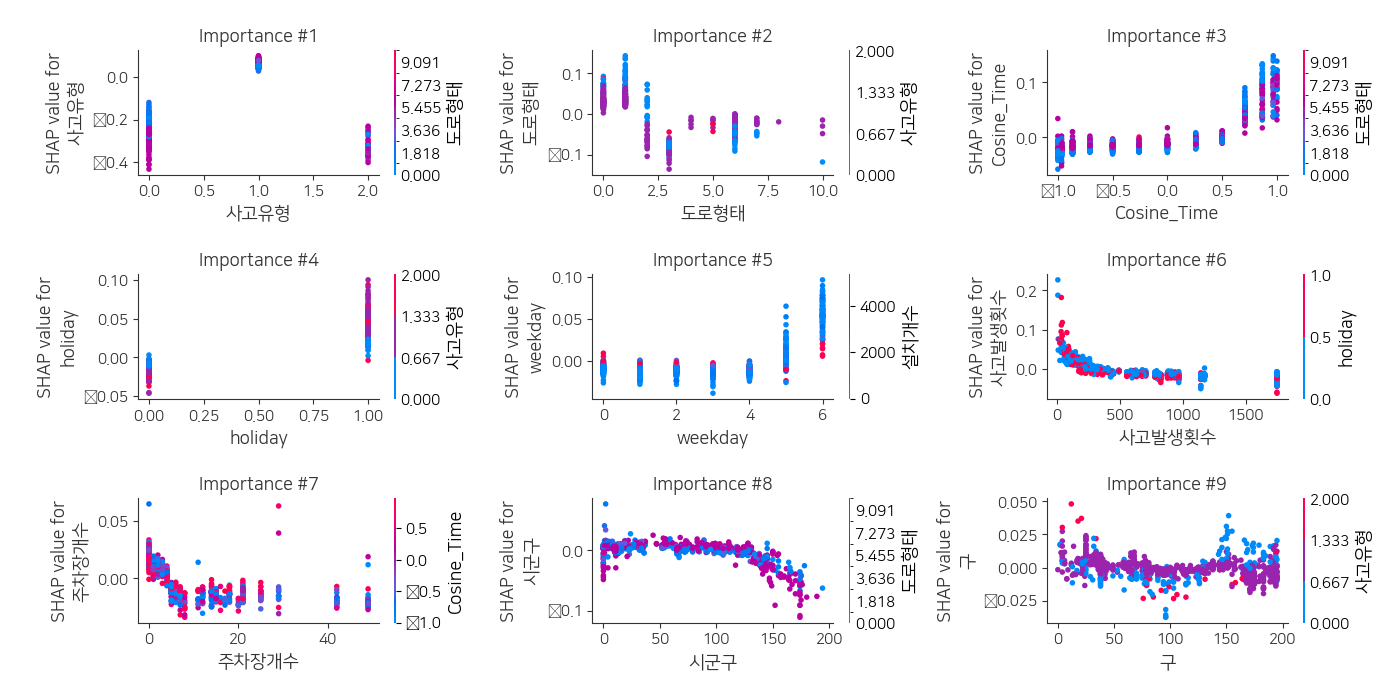 Importance #1
SHAP value for
사고유형
0.0
⍰0.2
⍰0.4
0.0 0.5 1.0 1.5 2.0
사고유형
9.091
7.273
5.455
3.636
1.818
0.000
도로형태
Importance #2
SHAP value for
도로형태
0.1
0.0
⍰0.1
0.0 2.5 5.0 7.5 10.0
도로형태
2.000
1.333
0.667
0.000
사고유형
Importance #3
SHAP value for
Cosine_Time
0.1
0.0
⍰1.0 ⍰0.5 0.0 0.5 1.0
Cosine_Time
9.091
7.273
5.455
3.636
1.818
0.000
도로형태
Importance #4
SHAP value for
holiday
0.10
0.05
0.00
⍰0.05
0.00 0.25 0.50 0.75 1.00
holiday
2.000
1.333
0.667
0.000
사고유형
Importance #5
SHAP value for
weekday
0.10
0.05
0.00
0 2 4 6
weekday
4000
2000
0
설치개수
Importance #6
SHAP value for
사고발생횟수
0.2
0.1
0.0
0 500 1000 1500
사고발생횟수
1.0
0.5
0.0
holiday
Importance #7
SHAP value for
주차장개수
0.05
0.00
0 20 40
주차장개수
0.5
0.0
⍰0.5
⍰1.0
Cosine_Time
Importance #8
SHAP value for
시군구
0.0
⍰0.1
0 50 100 150 200
시군구
9.091
7.273
5.455
3.636
1.818
0.000
도로형태
Importance #9
SHAP value for
구
0.050
0.025
0.000
⍰0.025
0 50 100 150 200
구
2.000
1.333
0.667
0.000
사고유형